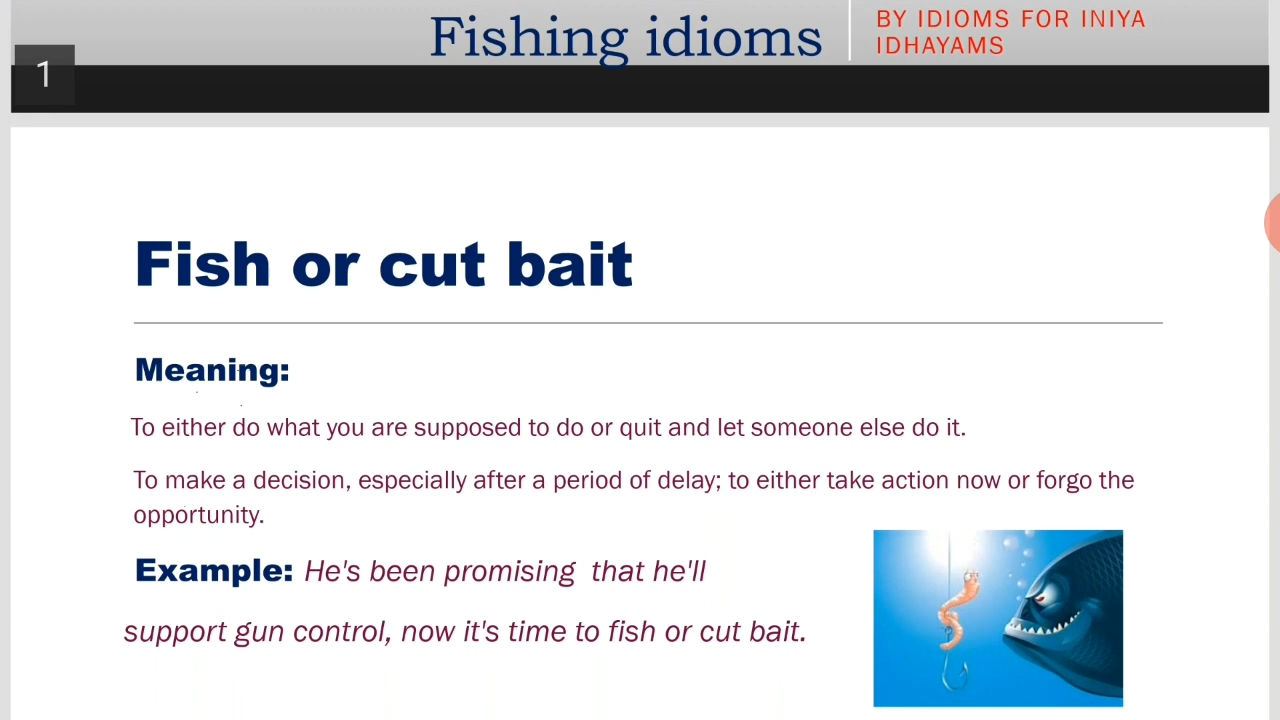 Fishing idioms
BY IDIOMS FOR INIYA
IDHAYAMS
1
Fish or cut bait
Meaning:
To either do what you are supposed to do or quit and let someone else do it.
To make a decision, especially after a period of delay; to either take action now or forgo the
opportunity.
Example: He's been promising that he'll
support gun control, now it's time to fish or cut bait.